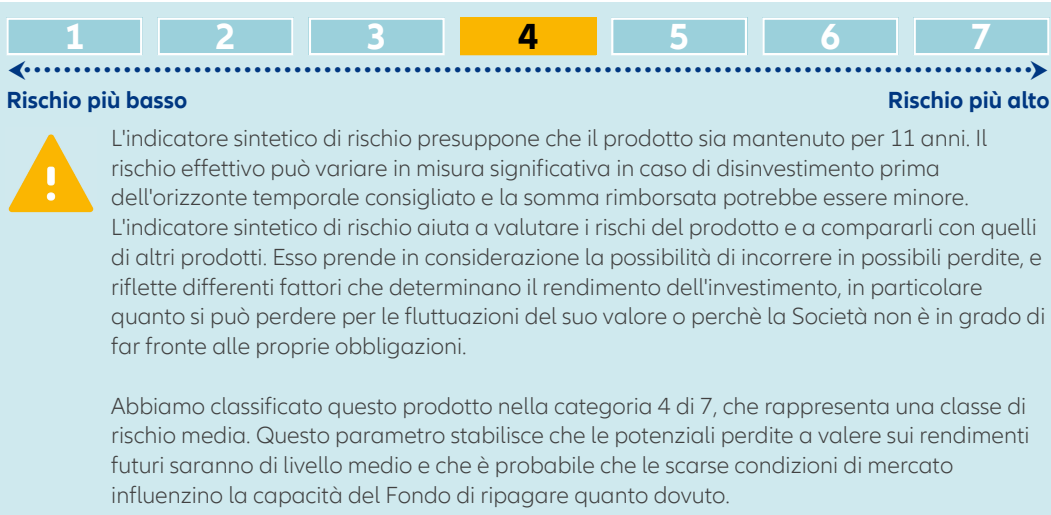 1 2 3 4 5 6 7
Rischio più basso Rischio più alto
L'indicatore sintetico di rischio presuppone che il prodotto sia mantenuto per 11 anni. Il
rischio effettivo può variare in misura significativa in caso di disinvestimento prima
dell'orizzonte temporale consigliato e la somma rimborsata potrebbe essere minore.
L'indicatore sintetico di rischio aiuta a valutare i rischi del prodotto e a compararli con quelli
di altri prodotti. Esso prende in considerazione la possibilità di incorrere in possibili perdite, e
riflette differenti fattori che determinano il rendimento dell'investimento, in particolare
quanto si può perdere per le fluttuazioni del suo valore o perchè la Società non è in grado di
far fronte alle proprie obbligazioni.
Abbiamo classificato questo prodotto nella categoria 4 di 7, che rappresenta una classe di
rischio media. Questo parametro stabilisce che le potenziali perdite a valere sui rendimenti
futuri saranno di livello medio e che è probabile che le scarse condizioni di mercato
influenzino la capacità del Fondo di ripagare quanto dovuto.